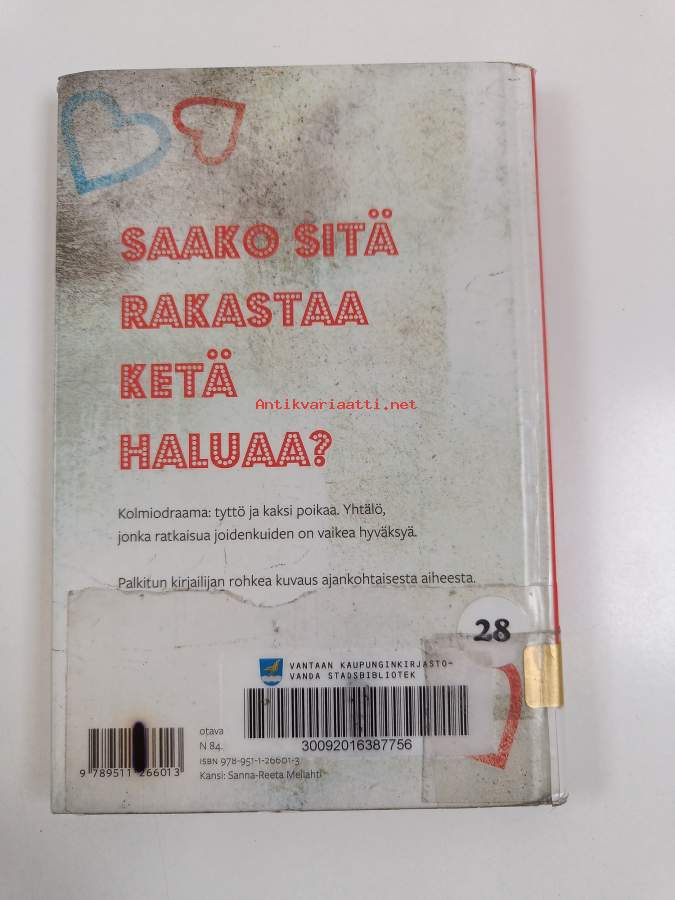 SAAKO SITÄ
RAKASTAA
KETÄ
Antikvariaatti.net
HALUAA?
Kolmiodraama: tyttö ja kaksi poikaa. Yhtälö,
jonka ratkaisua joidenkuiden on vaikea hyväksyä.
Palkitun kirjailijan rohkea kuvaus ajankohtaisesta aiheesta.
28
VANTAAN KAUPUNGINKIRJASTO-
VANDA STADSBIBLIOTEK
30092016387756
otava
N 84.
ISBN 978-951-1-26601-3
Kansi: Sanna-Reeta Meilahti
9 789511 266013